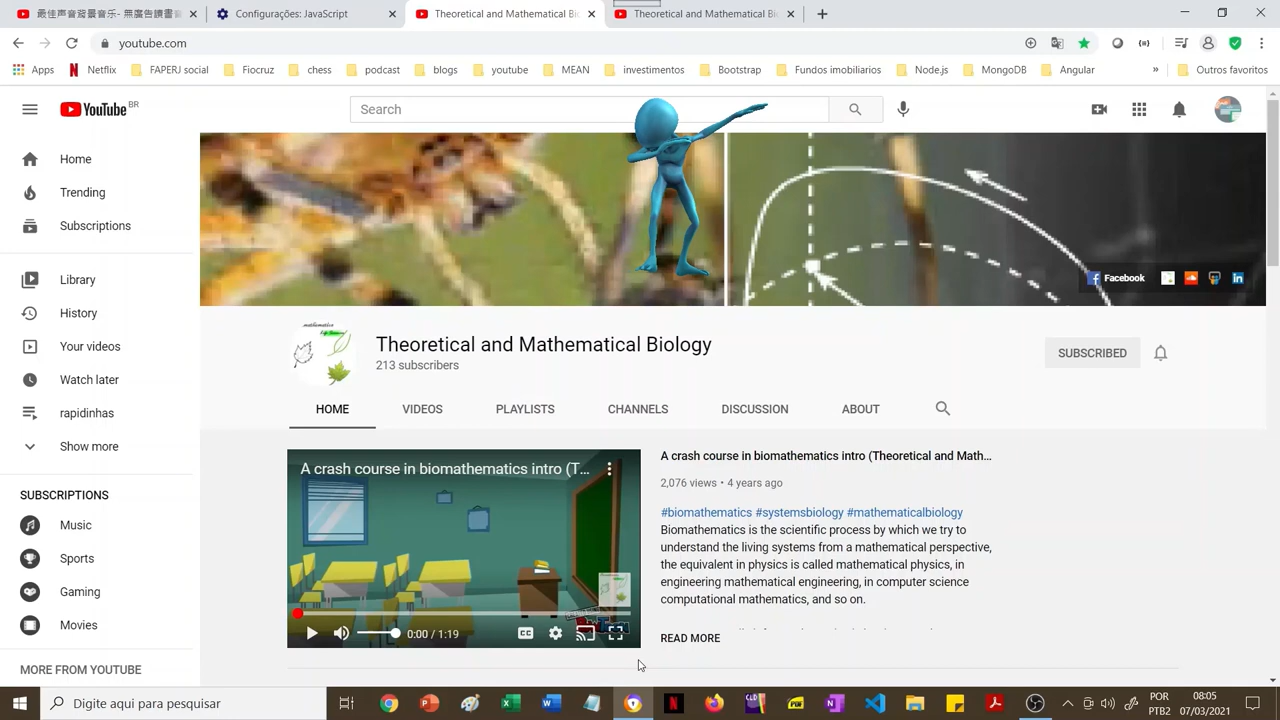 最佳声音背景音乐- 無廣告讀書
Configurações: JavaScript
Theoretical and Mathematical Bi
Theoretical and Mathematical Bi
youtube.com
Apps
Netflix
FAPERJ social
Fiocruz
chess
podcast
blogs
youtube
MEAN
investimentos
Bootstrap
Fundos imobiliarios
Node.js
MongoDB
Angular
»
Outros favoritos
YouTube BR
Search
Home
Trending
Subscriptions
Library
History
Your videos
Watch later
rapidinhas
Show more
SUBSCRIPTIONS
Music
Sports
Gaming
Movies
MORE FROM YOUTUBE
Facebook
Theoretical and Mathematical Biology
213 subscribers
SUBSCRIBED
HOME
VIDEOS
PLAYLISTS
CHANNELS
DISCUSSION
ABOUT
A crash course in biomathematics intro (T...
0:00 / 1:19
A crash course in biomathematics intro (Theoretical and Math...
2,076 views • 4 years ago
#biomathematics #systemsbiology #mathematicalbiology
Biomathematics is the scientific process by which we try to
understand the living systems from a mathematical perspective,
the equivalent in physics is called mathematical physics, in
engineering mathematical engineering, in computer science
computational mathematics, and so on.
READ MORE
Digite aqui para pesquisar
POR
PTB2
08:05
07/03/2021